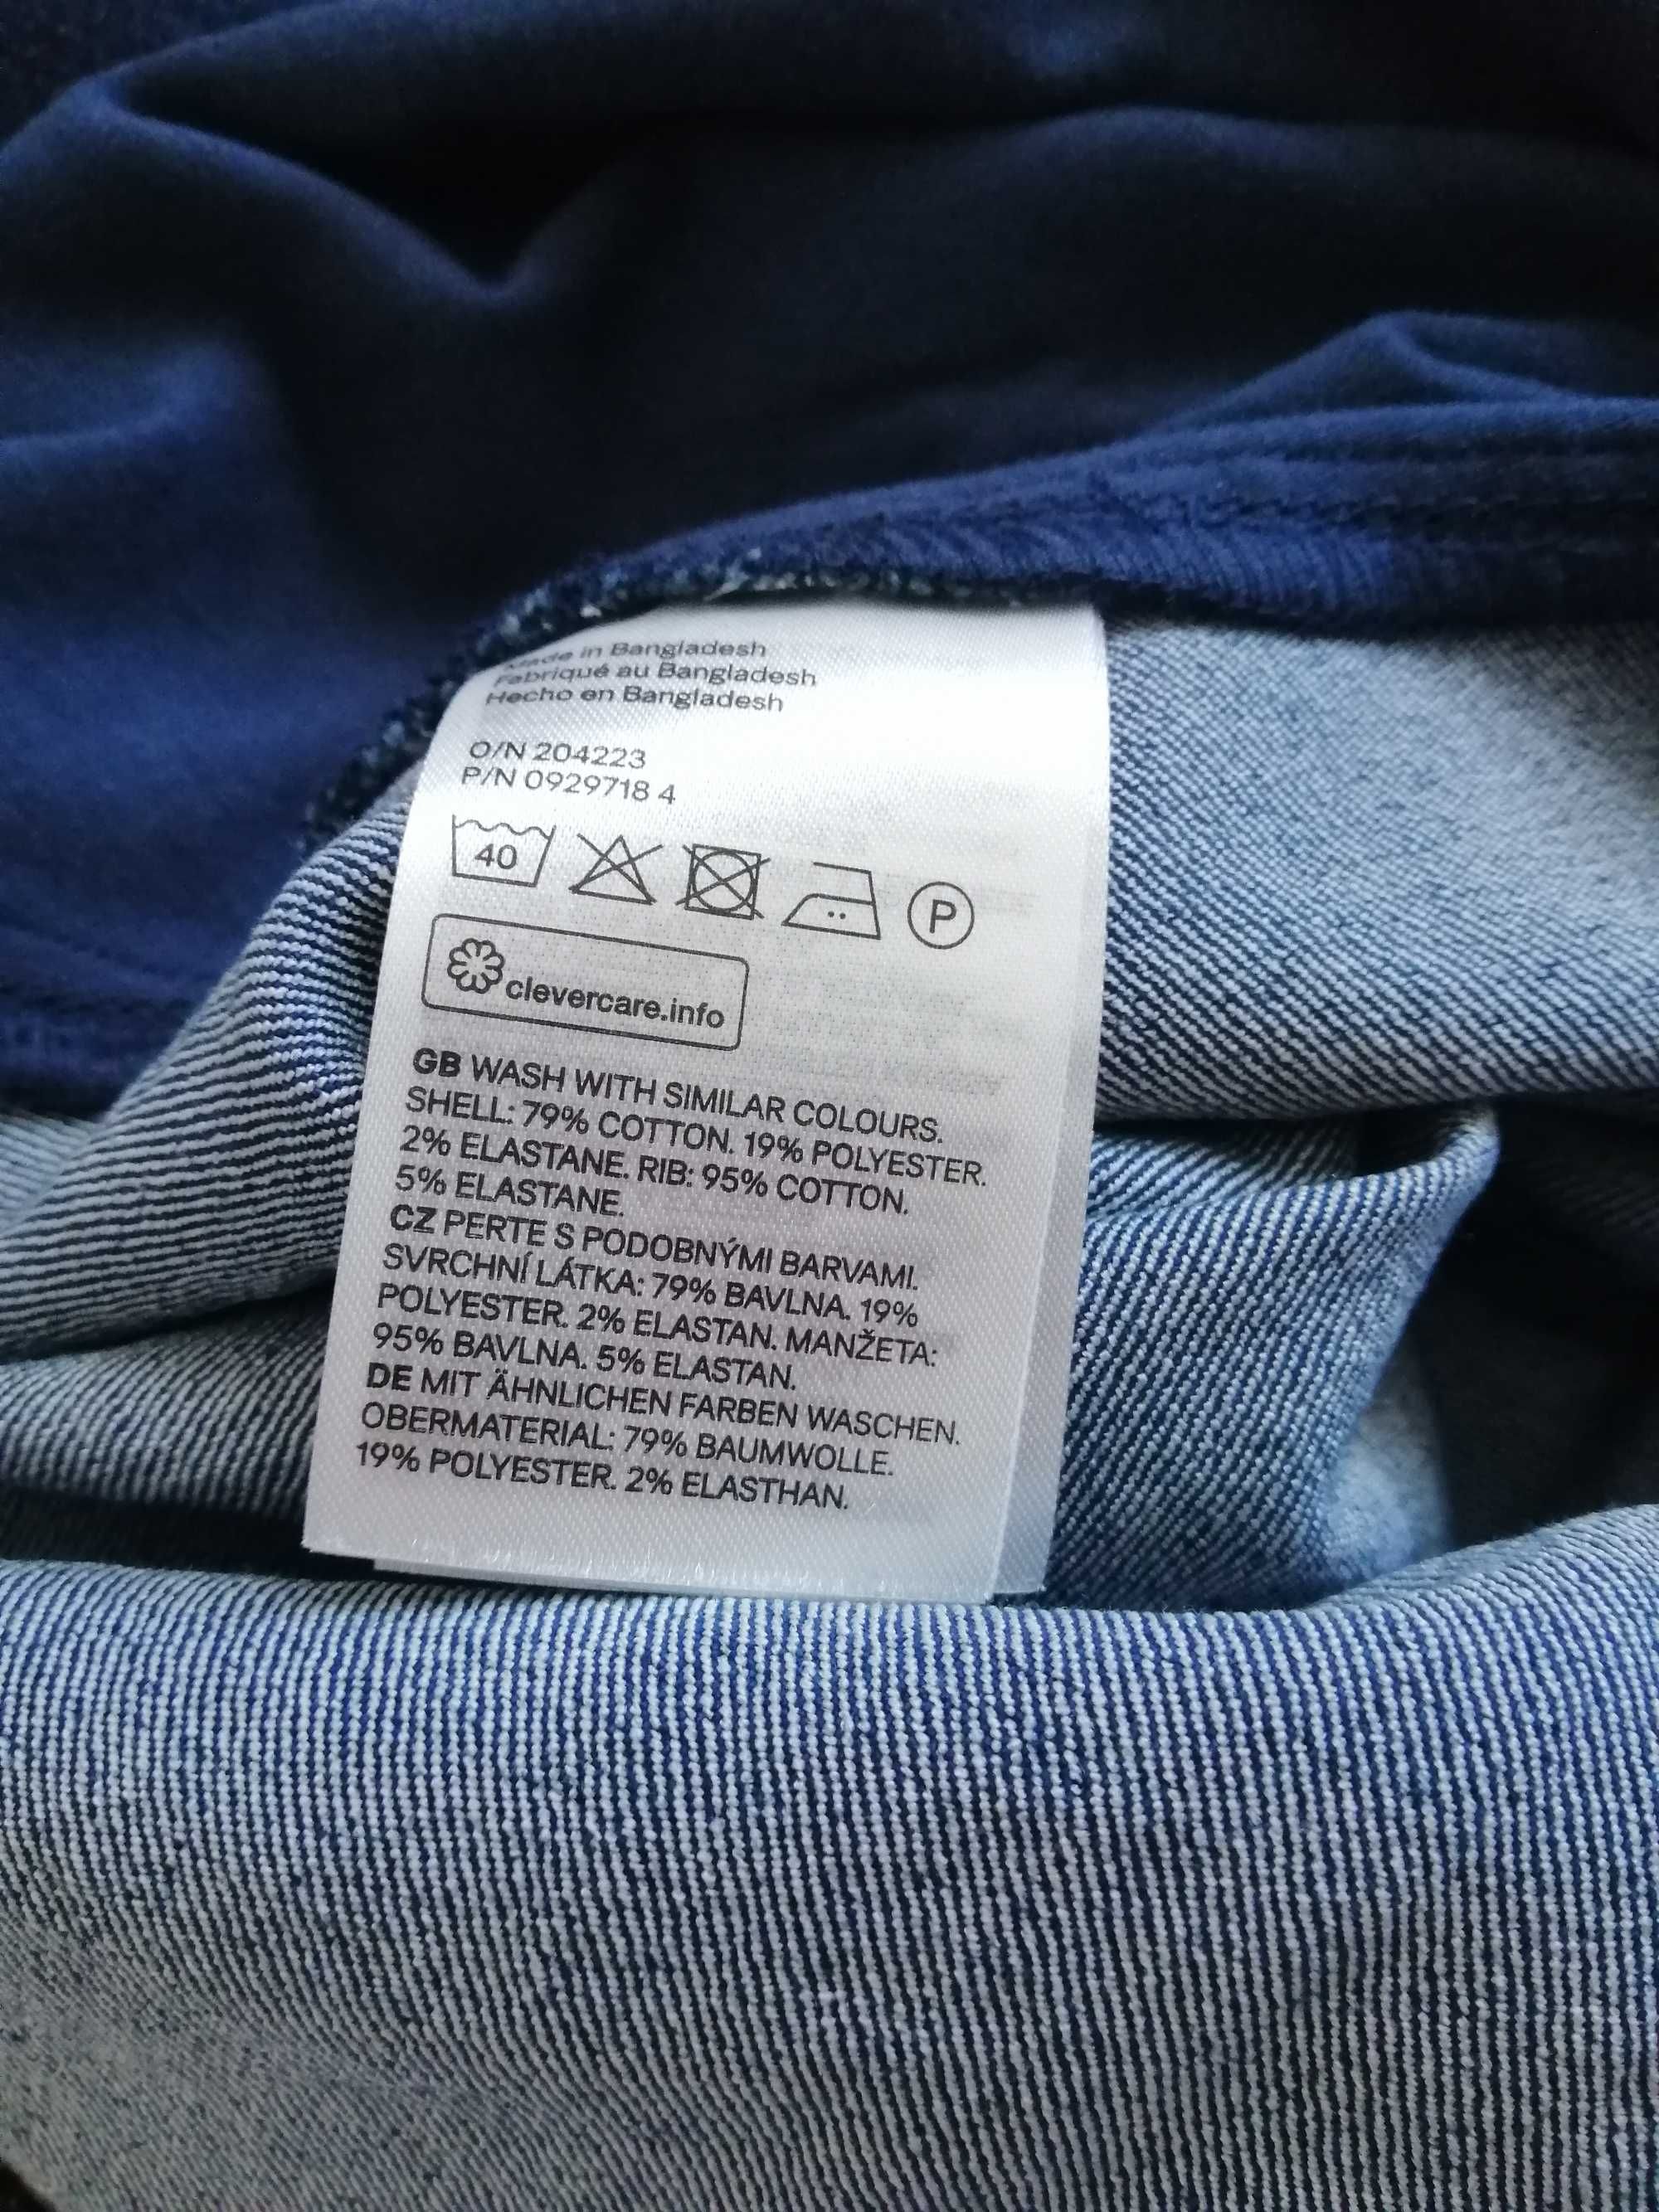 Made in Bangladesh
Fabriqué au Bangladesh
Hecho en Bangladesh
O/N 204223
P/N 0929718 4
40 P
clevercare.info
GB WASH WITH SIMILAR COLOURS.
SHELL: 79% COTTON. 19% POLYESTER.
2% ELASTANE. RIB: 95% COTTON.
5% ELASTANE.
CZ PERTE S PODOBNÝMI BARVAMI.
SVRCHNÍ LÁTKA: 79% BAVLNA. 19%
POLYESTER. 2% ELASTAN. MANŽETA:
95% BAVLNA. 5% ELASTAN.
DE MIT ÄHNLICHEN FARBEN WASCHEN.
OBERMATERIAL: 79% BAUMWOLLE.
19% POLYESTER. 2% ELASTHAN.